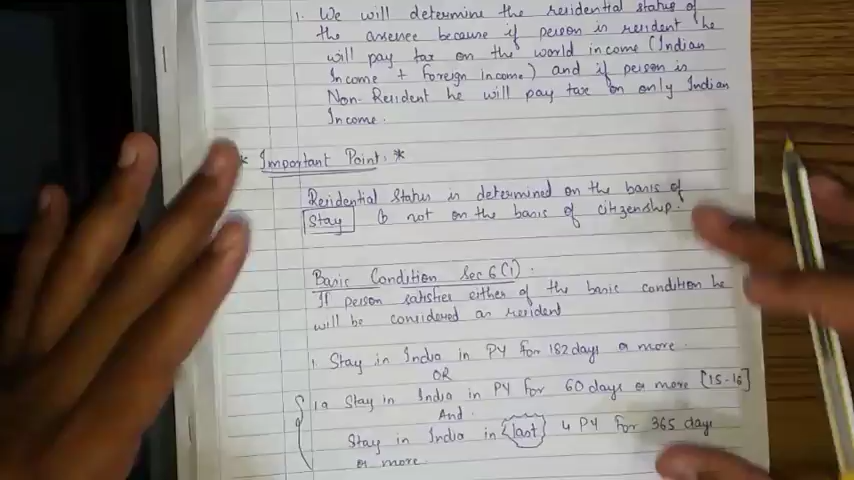 1. We will determine the residential status of
the assesee because if person is resident he
will pay tax on the world income (Indian
Income + foreign income) and if person is
Non-Resident he will pay tax on only Indian
Income.
* Important Point. *
Residential Status is determined on the basis of
Stay & not on the basis of citizenship.
Basic Condition Sec 6(1).
If person satisfies either of the basic condition he
will be considered as resident
1. Stay in India in PY for 182 days or more.
OR
1a Stay in India in PY for 60 days or more [15-16]
And.
Stay in India in {last} 4 PY for 365 days
or more